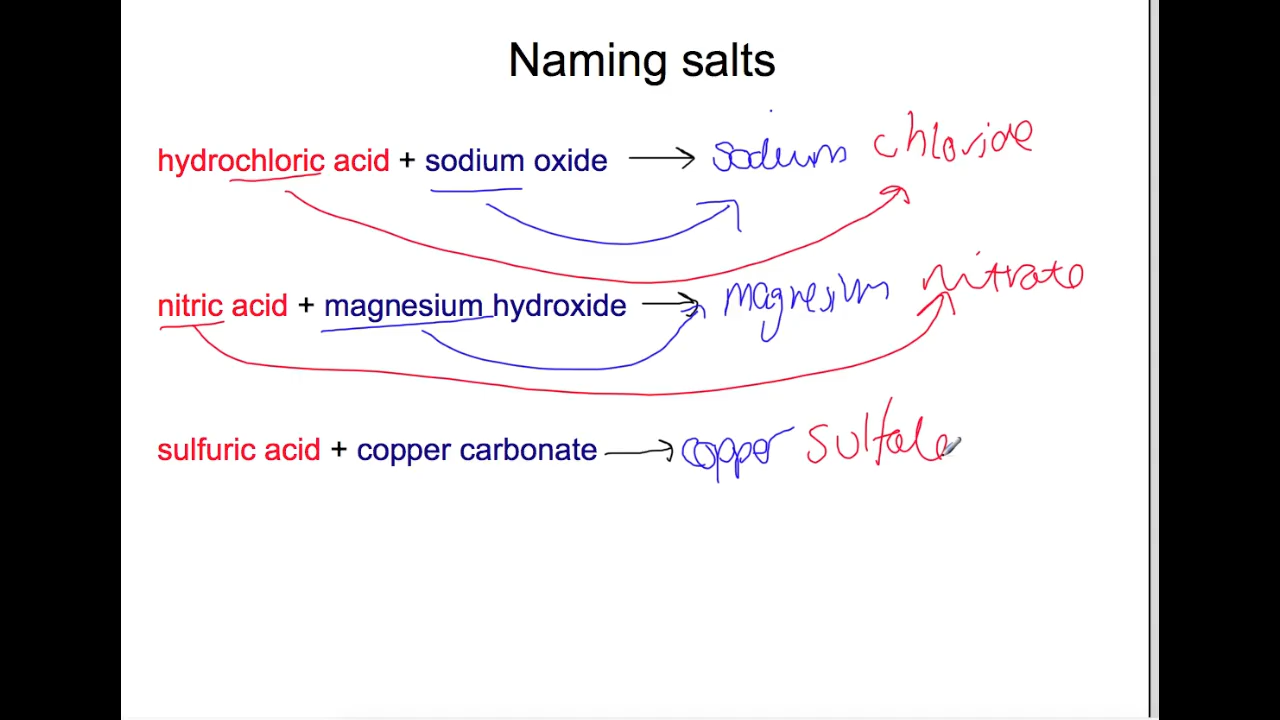 Naming salts
hydrochloric acid + sodium oxide → sodium chloride
nitric acid + magnesium hydroxide → magnesium nitrate
sulfuric acid + copper carbonate → copper sulfate